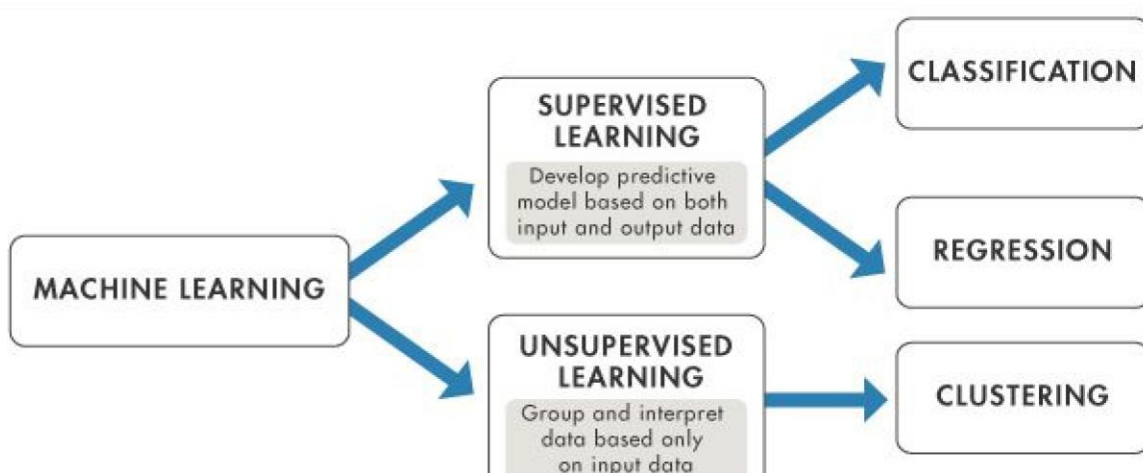 MACHINE LEARNING
SUPERVISED
LEARNING
Develop predictive
model based on both
input and output data
UNSUPERVISED
LEARNING
Group and interpret
data based only
on input data
CLASSIFICATION
REGRESSION
CLUSTERING